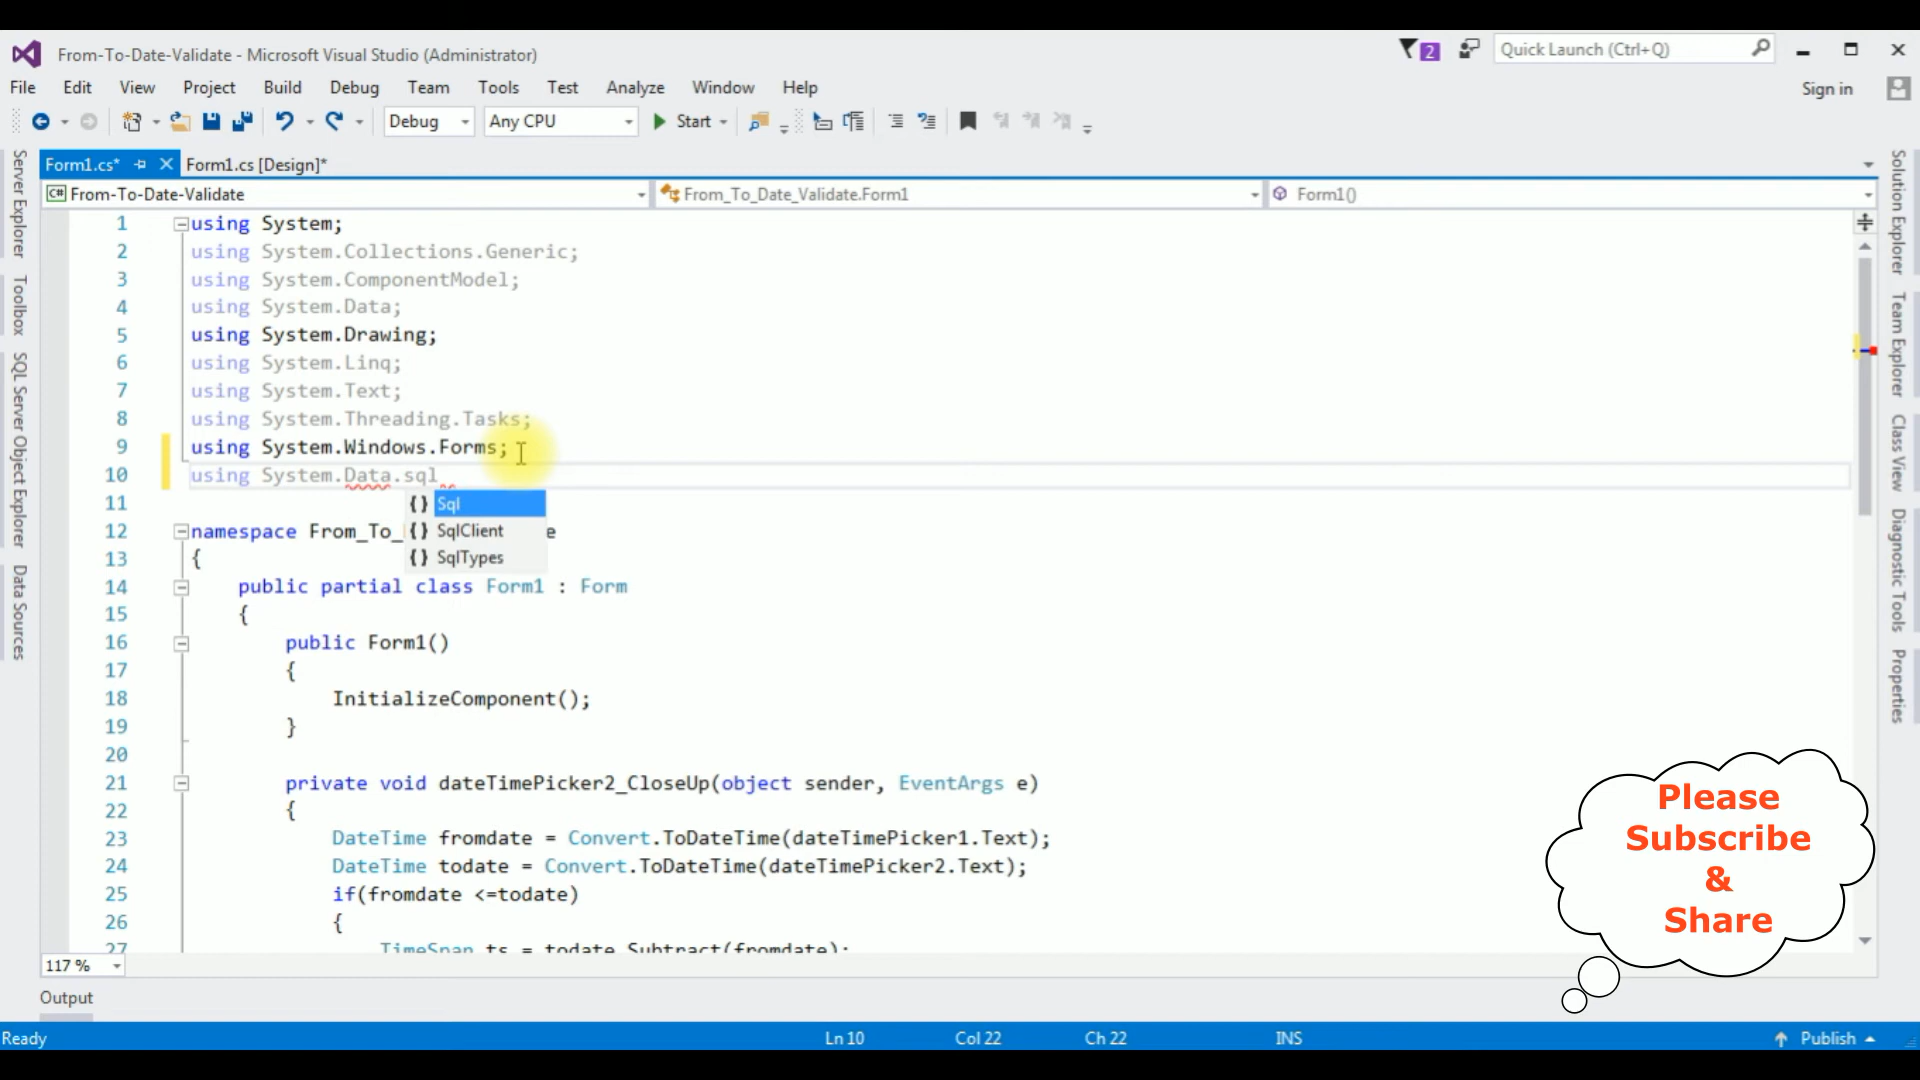 From-To-Date-Validate - Microsoft Visual Studio (Administrator)
2
Quick Launch (Ctrl+Q)
File Edit View Project Build Debug Team Tools Test Analyze Window Help
Sign in
Debug Any CPU Start
Form1.cs* Form1.cs [Design]*
C# From-To-Date-Validate From_To_Date_Validate.Form1 Form1()
1 using System;
2 using System.Collections.Generic;
3 using System.ComponentModel;
4 using System.Data;
5 using System.Drawing;
6 using System.Linq;
7 using System.Text;
8 using System.Threading.Tasks;
9 using System.Windows.Forms;
10 using System.Data.sql
11 {} Sql
12 namespace From_To_ {} SqlClient e
13 { {} SqlTypes
14 public partial class Form1 : Form
15 {
16 public Form1()
17 {
18 InitializeComponent();
19 }
20
21 private void dateTimePicker2_CloseUp(object sender, EventArgs e)
22 {
23 DateTime fromdate = Convert.ToDateTime(dateTimePicker1.Text);
24 DateTime todate = Convert.ToDateTime(dateTimePicker2.Text);
25 if(fromdate <=todate)
26 {
27 TimeSpan ts = todate.Subtract(fromdate);
117 %
Output
Ready Ln 10 Col 22 Ch 22 INS Publish
Server Explorer
Toolbox
SQL Server Object Explorer
Data Sources
Solution Explorer
Team Explorer
Class View
Diagnostic Tools
Properties
Please
Subscribe
&
Share